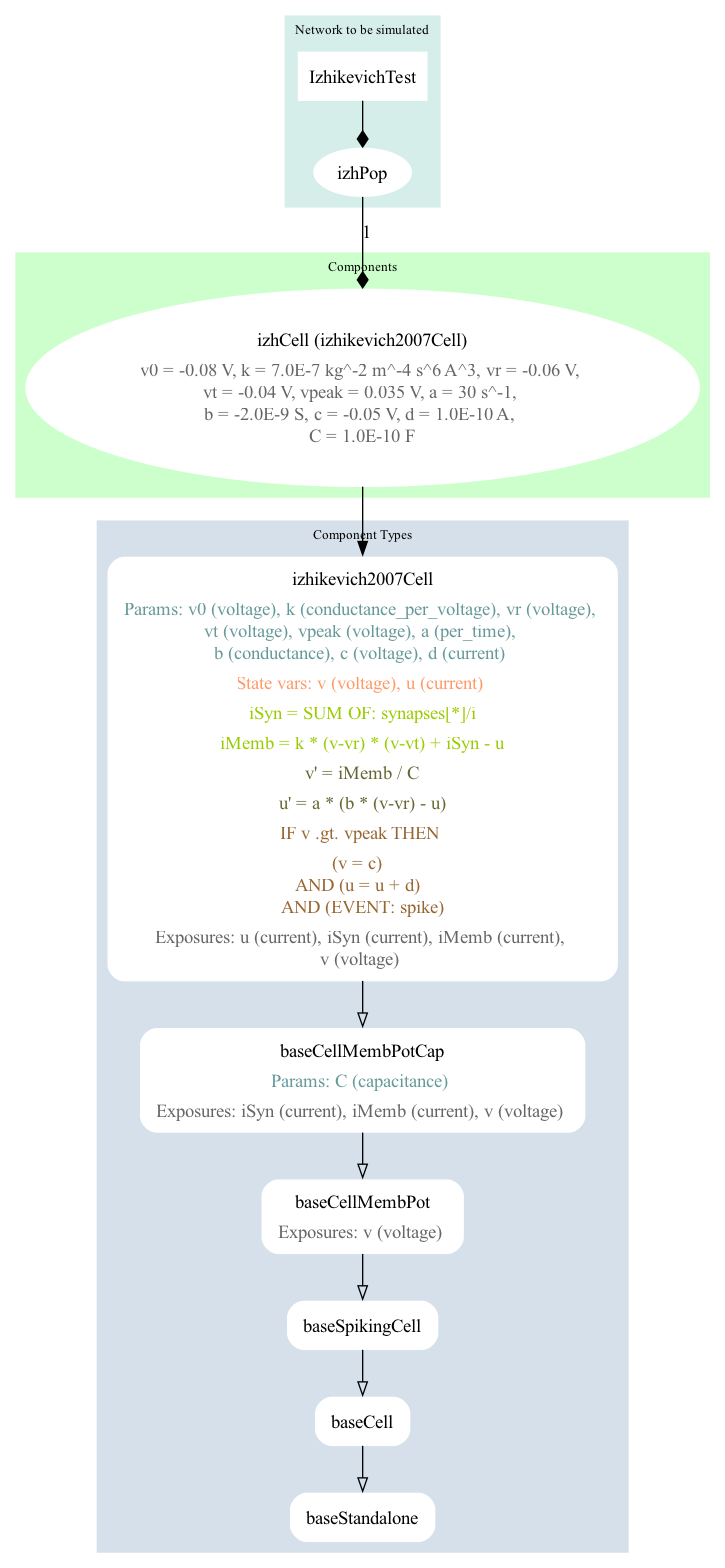 Network to be simulated
IzhikevichTest
izhPop
1
Components
izhCell (izhikevich2007Cell)
v0 = -0.08 V, k = 7.0E-7 kg^-2 m^-4 s^6 A^3, vr = -0.06 V,
vt = -0.04 V, vpeak = 0.035 V, a = 30 s^-1,
b = -2.0E-9 S, c = -0.05 V, d = 1.0E-10 A,
C = 1.0E-10 F
Component Types
izhikevich2007Cell
Params: v0 (voltage), k (conductance_per_voltage), vr (voltage),
vt (voltage), vpeak (voltage), a (per_time),
b (conductance), c (voltage), d (current)
State vars: v (voltage), u (current)
iSyn = SUM OF: synapses[*]/i
iMemb = k * (v-vr) * (v-vt) + iSyn - u
v' = iMemb / C
u' = a * (b * (v-vr) - u)
IF v .gt. vpeak THEN
(v = c)
AND (u = u + d)
AND (EVENT: spike)
Exposures: u (current), iSyn (current), iMemb (current),
v (voltage)
baseCellMembPotCap
Params: C (capacitance)
Exposures: iSyn (current), iMemb (current), v (voltage)
baseCellMembPot
Exposures: v (voltage)
baseSpikingCell
baseCell
baseStandalone